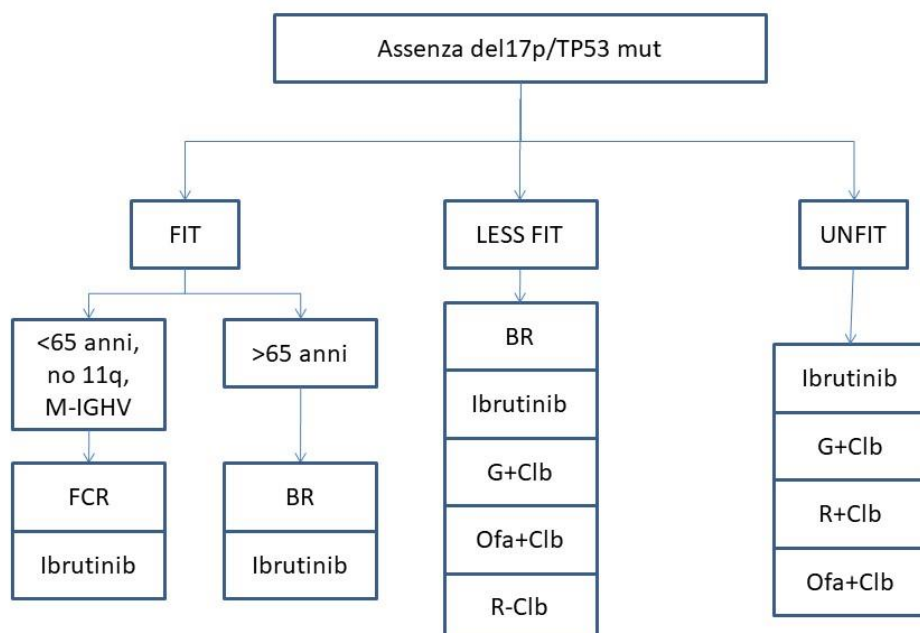 Assenza del17p/TP53 mut
FIT
LESS FIT
UNFIT
<65 anni,
no 11q,
M-IGHV
>65 anni
FCR
Ibrutinib
BR
Ibrutinib
BR
Ibrutinib
G+Clb
Ofa+Clb
R-Clb
Ibrutinib
G+Clb
R+Clb
Ofa+Clb